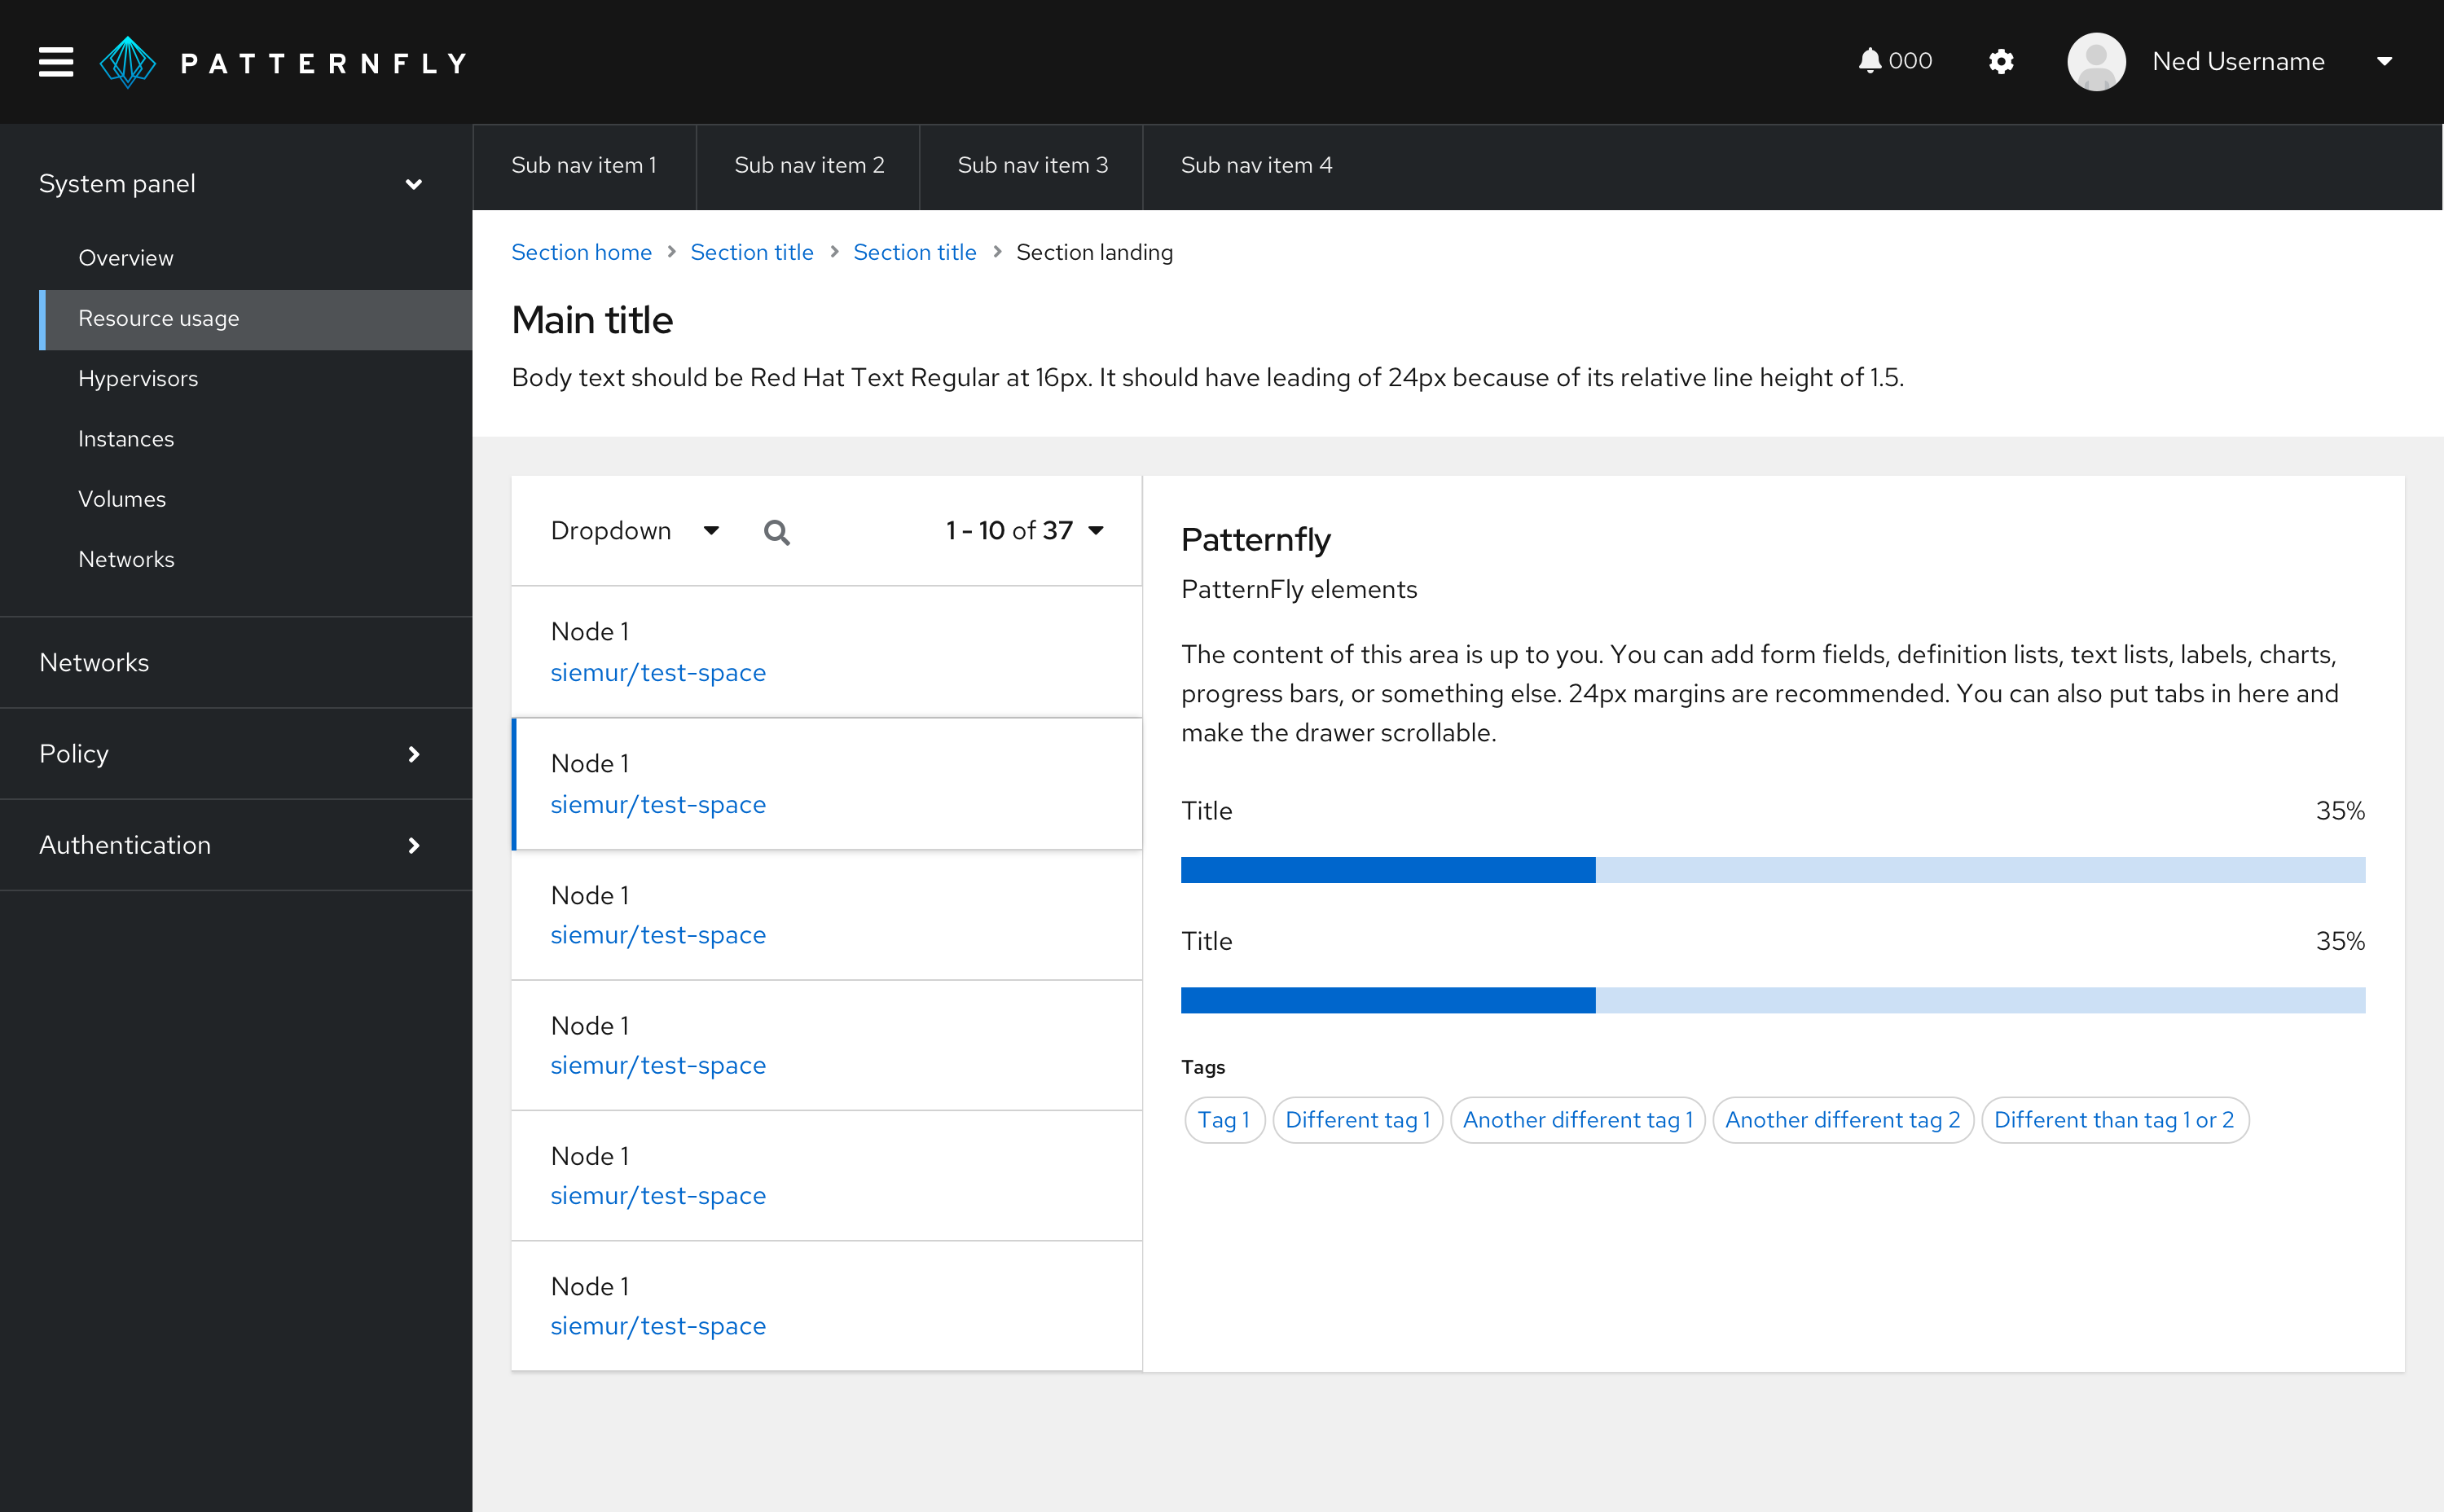 PATTERNFLY
000
Ned Username
System panel
Overview
Resource usage
Hypervisors
Instances
Volumes
Networks
Networks
Policy
Authentication
Sub nav item 1
Sub nav item 2
Sub nav item 3
Sub nav item 4
Section home > Section title > Section title > Section landing
Main title
Body text should be Red Hat Text Regular at 16px. It should have leading of 24px because of its relative line height of 1.5.
Dropdown
1 - 10 of 37
Node 1
siemur/test-space
Node 1
siemur/test-space
Node 1
siemur/test-space
Node 1
siemur/test-space
Node 1
siemur/test-space
Node 1
siemur/test-space
Patternfly
PatternFly elements
The content of this area is up to you. You can add form fields, definition lists, text lists, labels, charts,
progress bars, or something else. 24px margins are recommended. You can also put tabs in here and
make the drawer scrollable.
Title 35%
Title 35%
Tags
Tag 1
Different tag 1
Another different tag 1
Another different tag 2
Different than tag 1 or 2